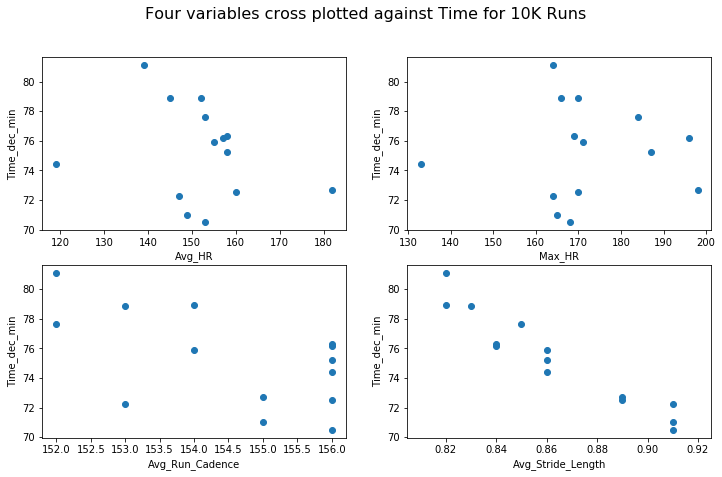 Four variables cross plotted against Time for 10K Runs
80
78
76
74
72
70
Time_dec_min
120 130 140 150 160 170 180
Avg_HR
80
78
76
74
72
70
Time_dec_min
130 140 150 160 170 180 190 200
Max_HR
80
78
76
74
72
70
Time_dec_min
152.0 152.5 153.0 153.5 154.0 154.5 155.0 155.5 156.0
Avg_Run_Cadence
80
78
76
74
72
70
Time_dec_min
0.82 0.84 0.86 0.88 0.90 0.92
Avg_Stride_Length